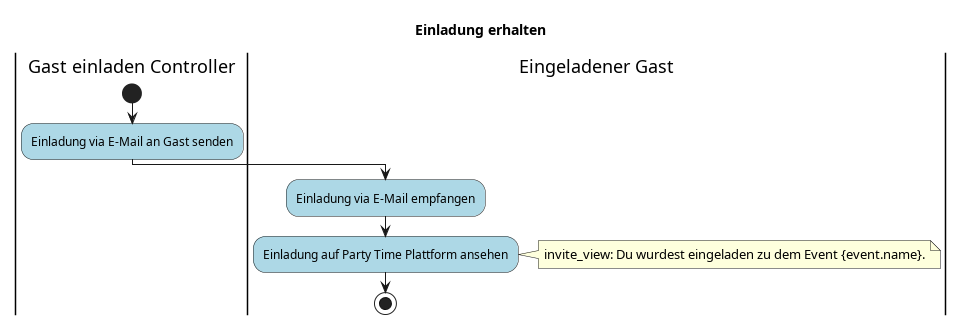 Einladung erhalten
Gast einladen Controller
Eingeladener Gast
Einladung via E-Mail an Gast senden
Einladung via E-Mail empfangen
Einladung auf Party Time Plattform ansehen
invite_view: Du wurdest eingeladen zu dem Event {event.name}.